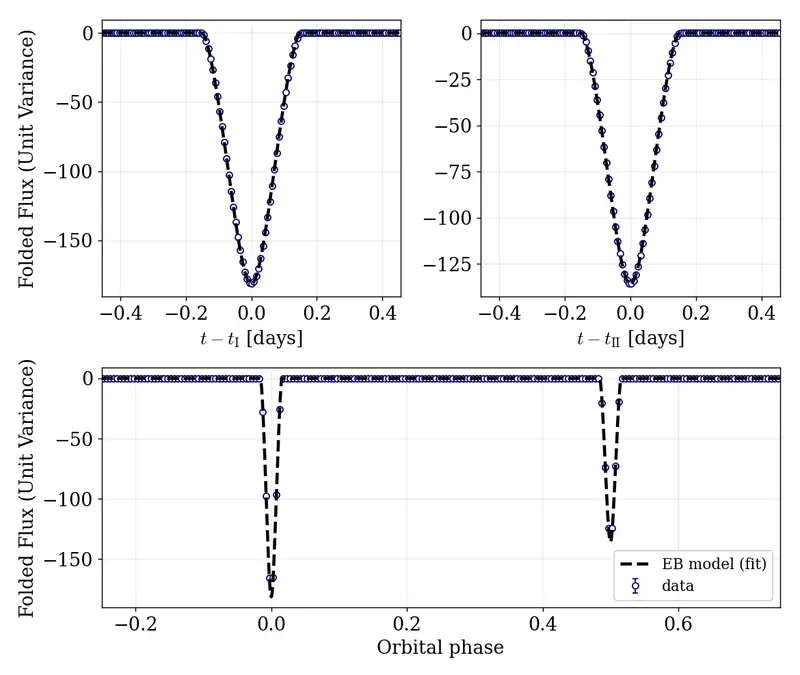 Folded Flux (Unit Variance)
0
−50
−100
−150
−0.4 −0.2 0.0 0.2 0.4
t − t_I [days]
0
−25
−50
−75
−100
−125
−0.4 −0.2 0.0 0.2 0.4
t − t_II [days]
Folded Flux (Unit Variance)
0
−50
−100
−150
−0.2 0.0 0.2 0.4 0.6
Orbital phase
EB model (fit)
data